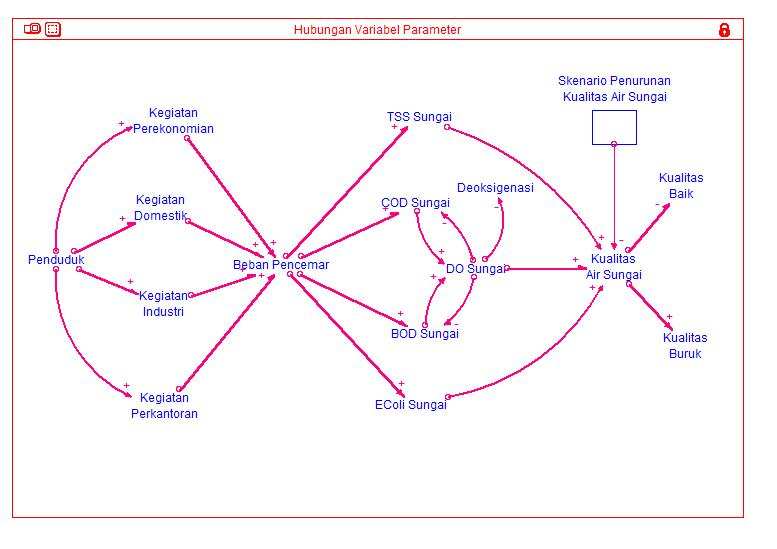 Hubungan Variabel Parameter
Skenario Penurunan
Kualitas Air Sungai
Kegiatan
Perekonomian
TSS Sungai
Kegiatan
Domestik
COD Sungai
Deoksigenasi
Kualitas
Baik
Penduduk
Beban Pencemar
DO Sungai
Kualitas
Air Sungai
Kegiatan
Industri
BOD Sungai
Kualitas
Buruk
Kegiatan
Perkantoran
EColi Sungai